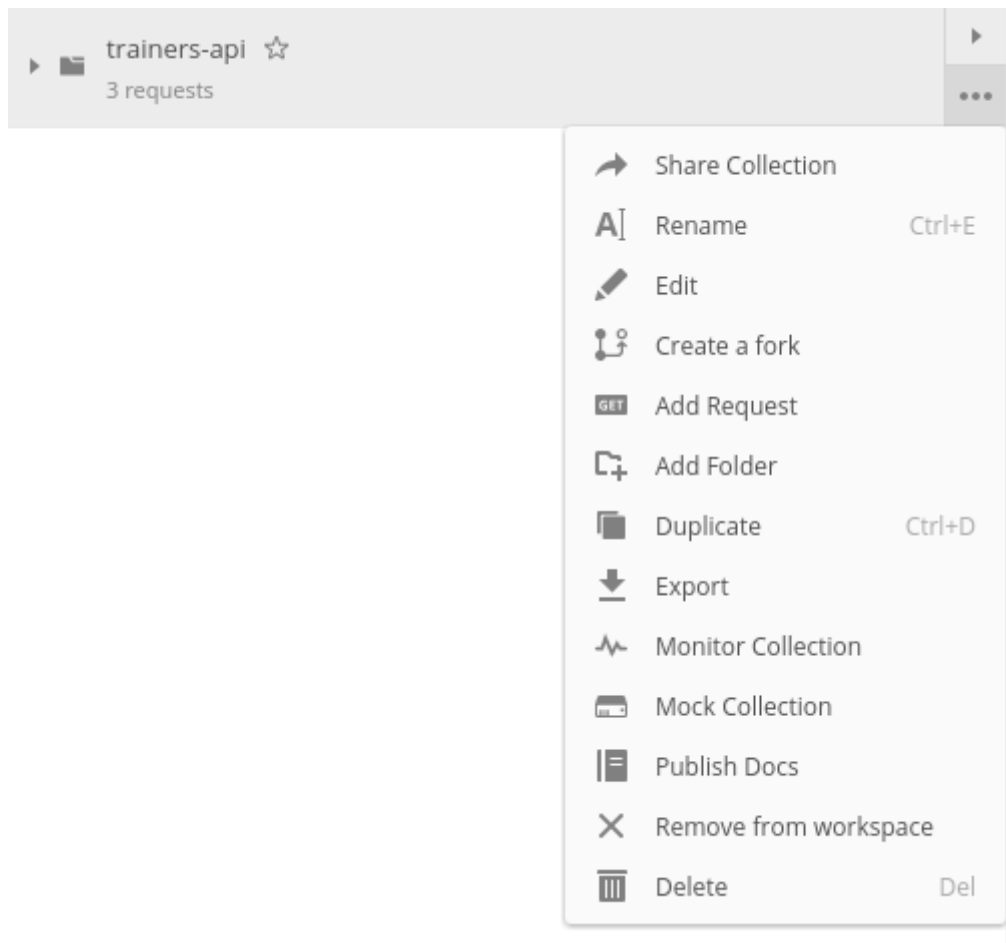 trainers-api
3 requests
Share Collection
Rename Ctrl+E
Edit
Create a fork
GET Add Request
Add Folder
Duplicate Ctrl+D
Export
Monitor Collection
Mock Collection
Publish Docs
Remove from workspace
Delete Del